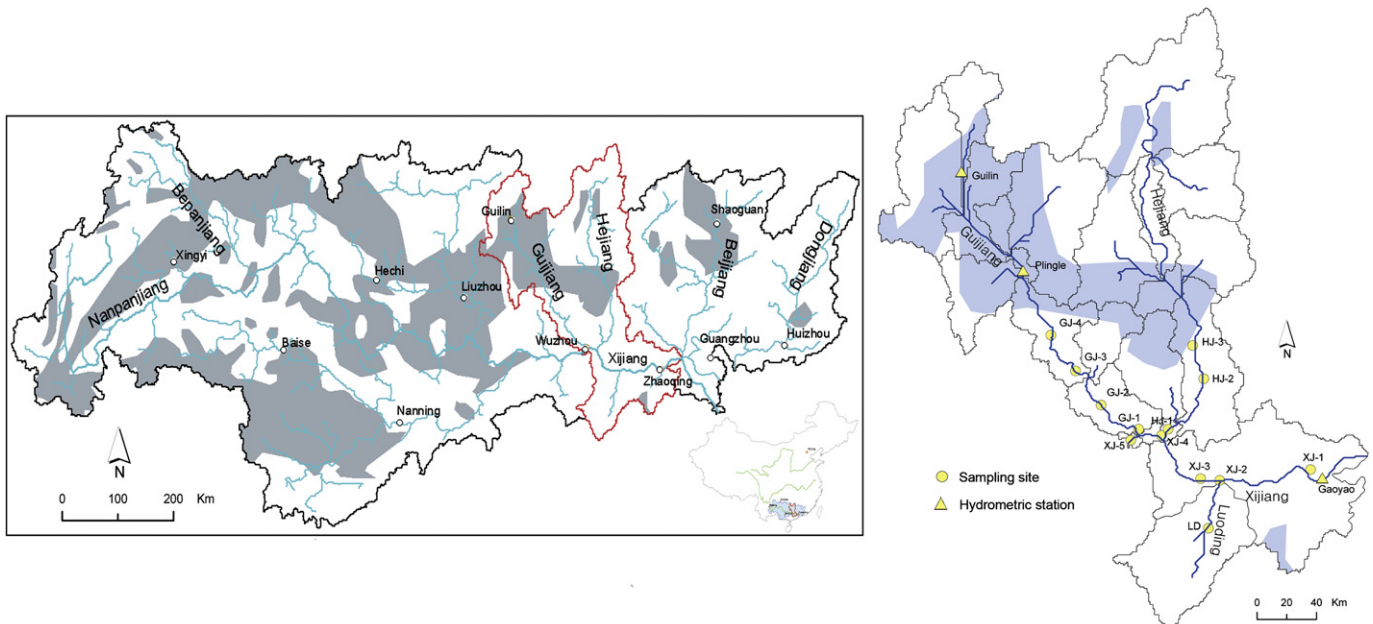 Bepanjiang
Xingyi
Nanpanjiang
Baise
Hechi
Liuzhou
Nanning
Guilin
Guijiang
Hejiang
Wuzhou
Xijiang
Zhaoqing
Shaoguan
Beijiang
Dongjiang
Guangzhou
Huizhou
N
0 100 200 Km
Guilin
Guijiang
Plingle
Hejiang
GJ-4
GJ-3
GJ-2
GJ-1
HJ-3
HJ-2
HJ-1
XJ-5
XJ-4
XJ-3
XJ-2
XJ-1
Gaoyao
Xijiang
LD
Luoding
N
Sampling site
Hydrometric station
0 20 40 Km